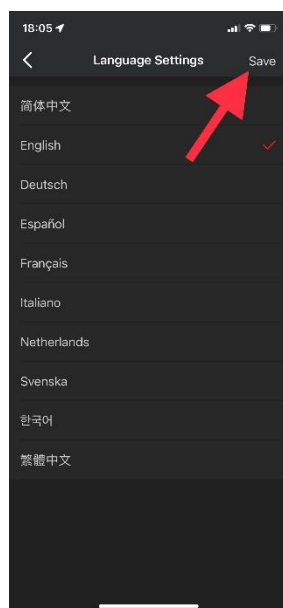 18:05
Language Settings
Save
简体中文
English
Deutsch
Español
Français
Italiano
Netherlands
Svenska
한국어
繁體中文